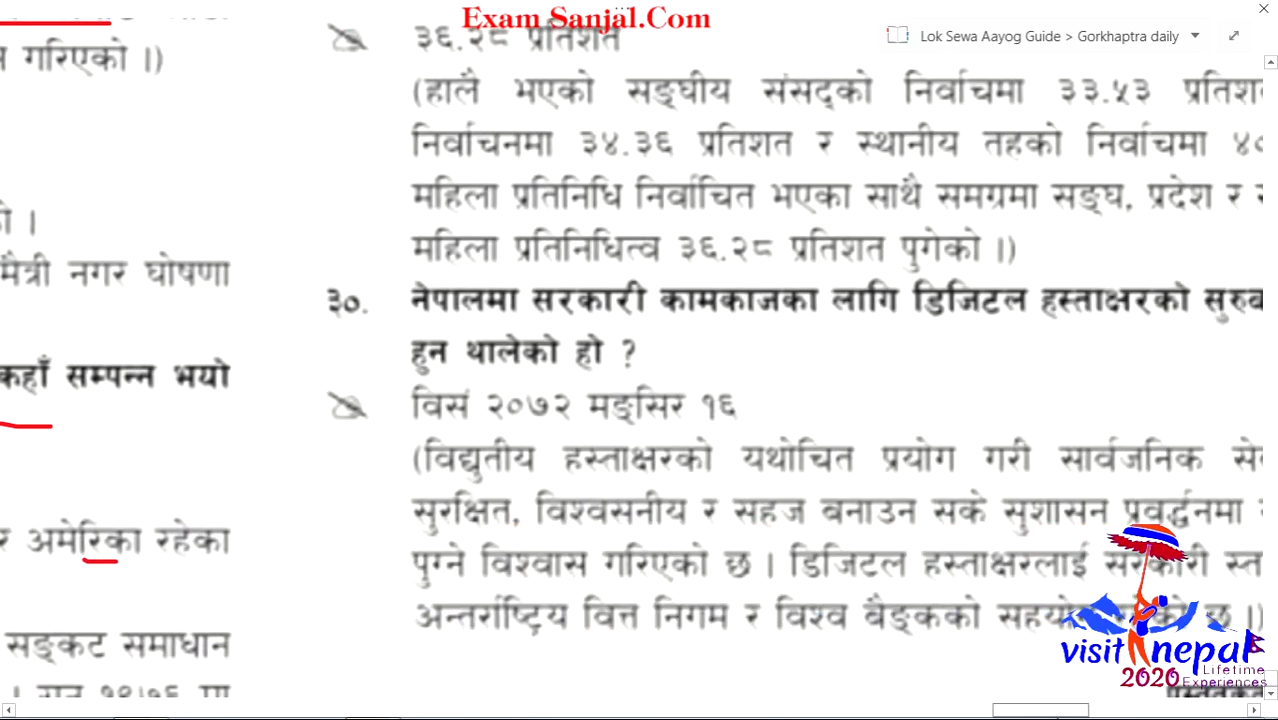 Exam Sanjal.Com
Lok Sewa Aayog Guide > Gorkhaptra daily
गरिएको ।)
को ।
मैत्री नगर घोषणा
कहाँ सम्पन्न भयो
र अमेरिका रहेका
सङ्कट समाधान
३६.२८ प्रतिशत
(हालै भएको सङ्घीय संसद्को निर्वाचमा ३३.५३
निर्वाचनमा ३४.३६ प्रतिशत र स्थानीय तहको निर्वाचमा
महिला प्रतिनिधि निर्वाचित भएका साथै समग्रमा सङ्घ, प्रदेश र
महिला प्रतिनिधित्व ३६.२८ प्रतिशत पुगेको ।)
३०. नेपालमा सरकारी कामकाजका लागि डिजिटल हस्ताक्षरको
हुन थालेको हो ?
विसं २०७२ मङ्सिर १६
(विद्युतीय हस्ताक्षरको यथोचित प्रयोग गरी सार्वजनिक
सुरक्षित, विश्वसनीय र सहज बनाउन सके सुशासन प्रवर्द्धनमा
पुग्ने विश्वास गरिएको छ । डिजिटल हस्ताक्षरलाई सरकारी
अन्तर्राष्ट्रिय वित्त निगम र विश्व बैङ्कको छ ।)
visit nepal
2020 Lifetime
Experiences